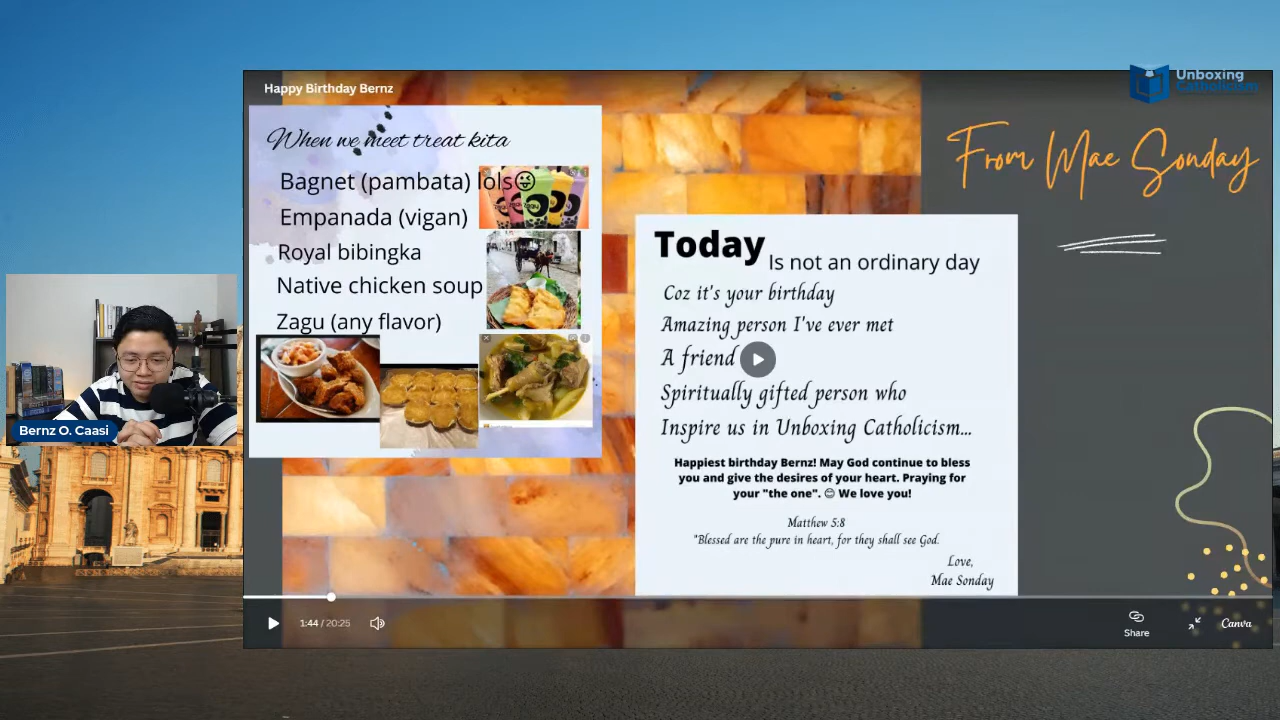 Happy Birthday Bernz
Unboxing
Catholicism
When we meet treat kita
Bagnet (pambata) lols😜
Empanada (vigan)
Royal bibingka
Native chicken soup
Zagu (any flavor)
From Mae Sonday
Today Is not an ordinary day
Coz it's your birthday
Amazing person I've ever met
A friend
Spiritually gifted person who
Inspire us in Unboxing Catholicism...
Happiest birthday Bernz! May God continue to bless
you and give the desires of your heart. Praying for
your "the one". 😊 We love you!
Matthew 5:8
"Blessed are the pure in heart, for they shall see God.
Love,
Mae Sonday
Bernz O. Caasi
1:44 / 20:25
Share
Canva